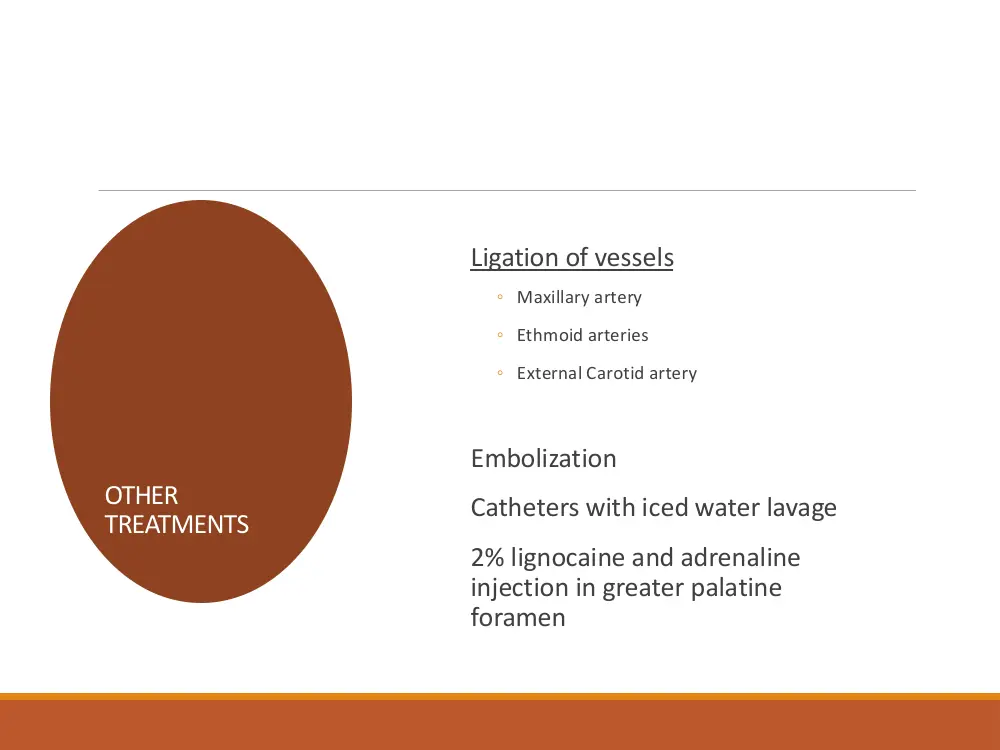 OTHER
TREATMENTS
Ligation of vessels
◦ Maxillary artery
◦ Ethmoid arteries
◦ External Carotid artery
Embolization
Catheters with iced water lavage
2% lignocaine and adrenaline
injection in greater palatine
foramen